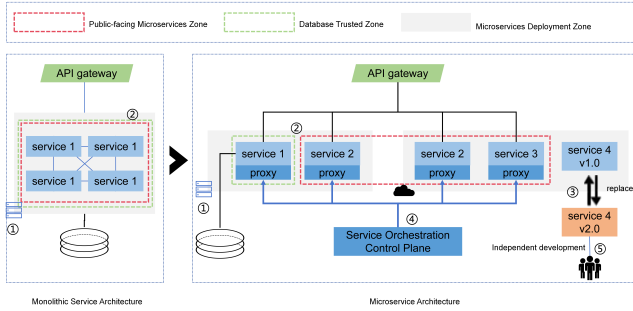 Public-facing Microservices Zone
Database Trusted Zone
Microservices Deployment Zone
API gateway
②
service 1
service 1
service 1
service 1
①
Monolithic Service Architecture
API gateway
②
service 1
proxy
service 2
proxy
service 2
proxy
service 3
proxy
service 4
v1.0
①
③
replace
④
Service Orchestration
Control Plane
service 4
v2.0
Independent development
⑤
Microservice Architecture